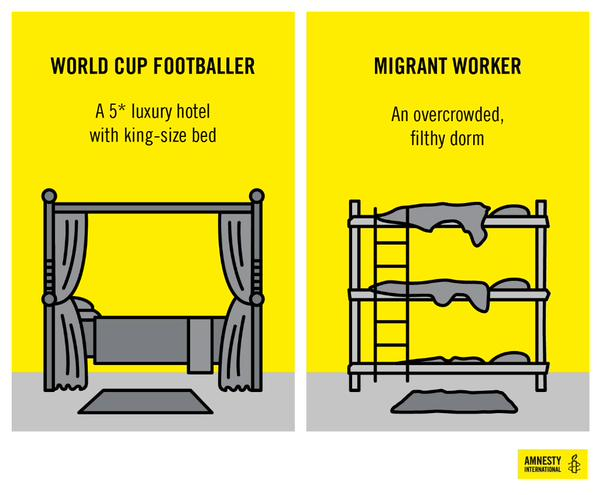 WORLD CUP FOOTBALLER
A 5* luxury hotel
with king-size bed
MIGRANT WORKER
An overcrowded,
filthy dorm
AMNESTY
INTERNATIONAL